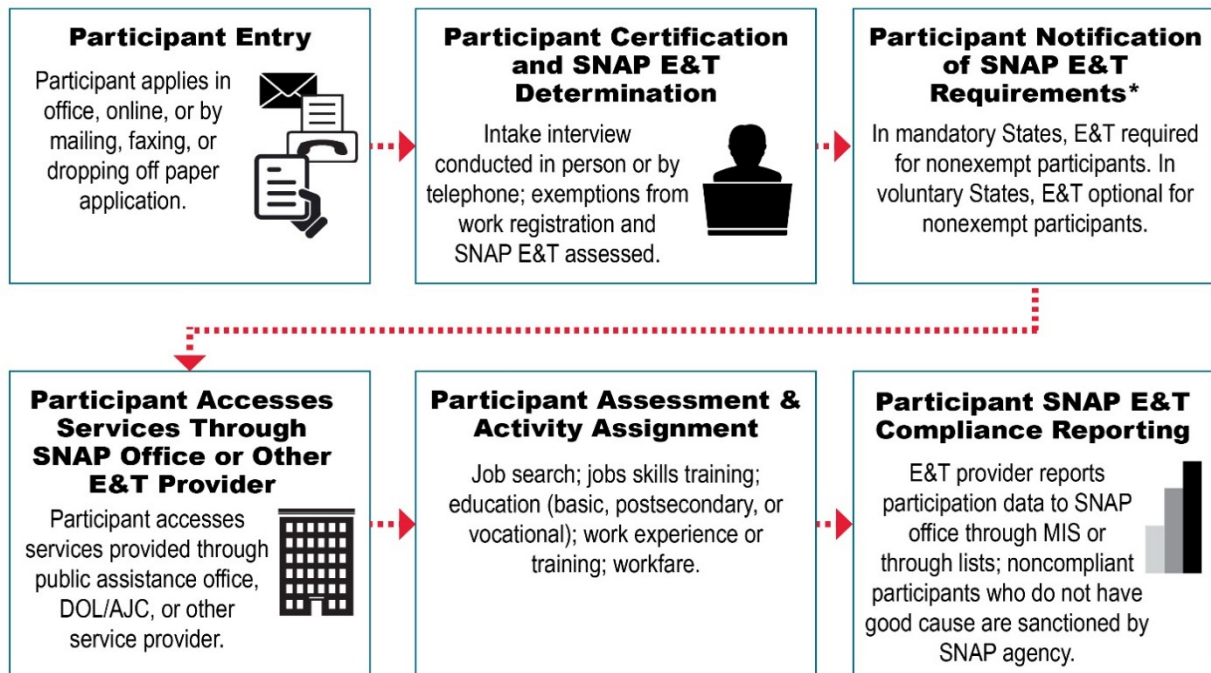 Participant Entry
Participant applies in
office, online, or by
mailing, faxing, or
dropping off paper
application.
Participant Certification
and SNAP E&T
Determination
Intake interview
conducted in person or by
telephone; exemptions from
work registration and
SNAP E&T assessed.
Participant Notification
of SNAP E&T
Requirements*
In mandatory States, E&T required
for nonexempt participants. In
voluntary States, E&T optional for
nonexempt participants.
Participant Accesses
Services Through
SNAP Office or Other
E&T Provider
Participant accesses
services provided through
public assistance office,
DOL/AJC, or other
service provider.
Participant Assessment &
Activity Assignment
Job search; jobs skills training;
education (basic, postsecondary, or
vocational); work experience or
training; workfare.
Participant SNAP E&T
Compliance Reporting
E&T provider reports
participation data to SNAP
office through MIS or
through lists; noncompliant
participants who do not have
good cause are sanctioned by
SNAP agency.